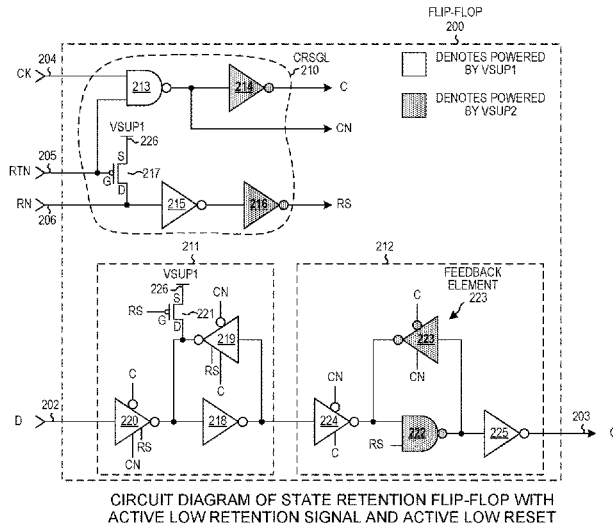 FLIP-FLOP
200
204
CK
CRSGL
210
213
214
C
DENOTES POWERED
BY VSUP1
VSUP1
226
CN
DENOTES POWERED
BY VSUP2
205
RTN
S
G
D
217
RN
206
215
216
RS
211
212
VSUP1
226
CN
S
RS
G
D
221
219
RS
C
FEEDBACK
ELEMENT
223
C
223
CN
C
CN
D
202
220
RS
CN
218
224
C
RS
222
225
203
Q
CIRCUIT DIAGRAM OF STATE RETENTION FLIP-FLOP WITH
ACTIVE LOW RETENTION SIGNAL AND ACTIVE LOW RESET